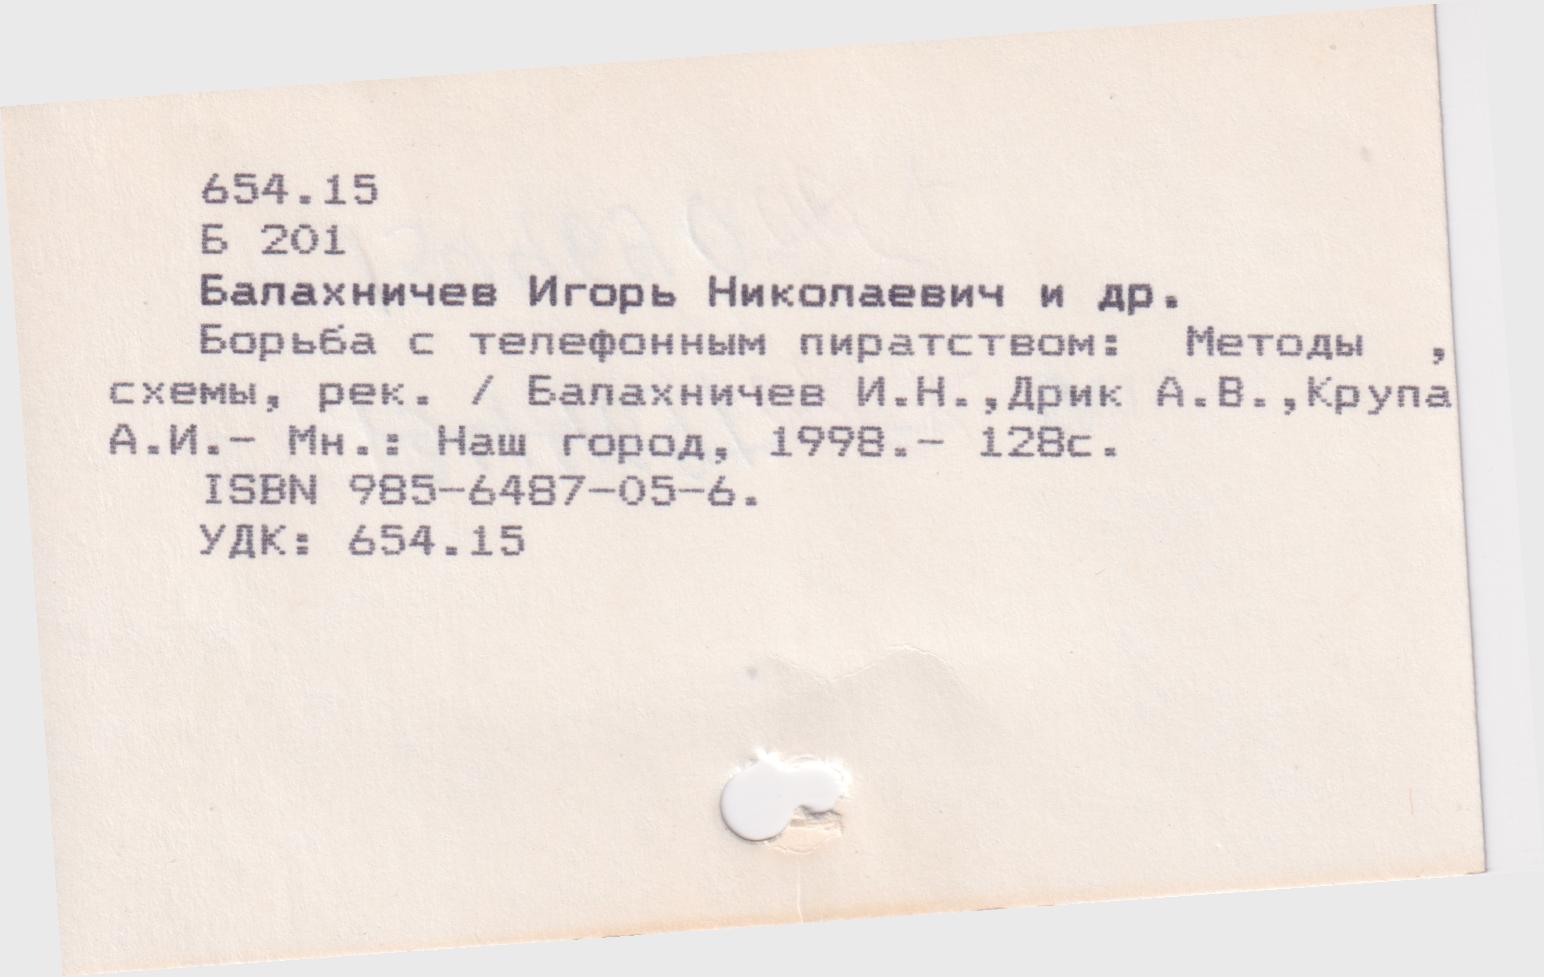 654.15
Б 201
Балахничев Игорь Николаевич и др.
Борьба с телефонным пиратством: Методы ,
схемы, рек. / Балахничев И.Н.,Дрик А.В.,Крупа
А.И.- Мн.: Наш город, 1998.- 128с.
ISBN 985-6487-05-6.
УДК: 654.15